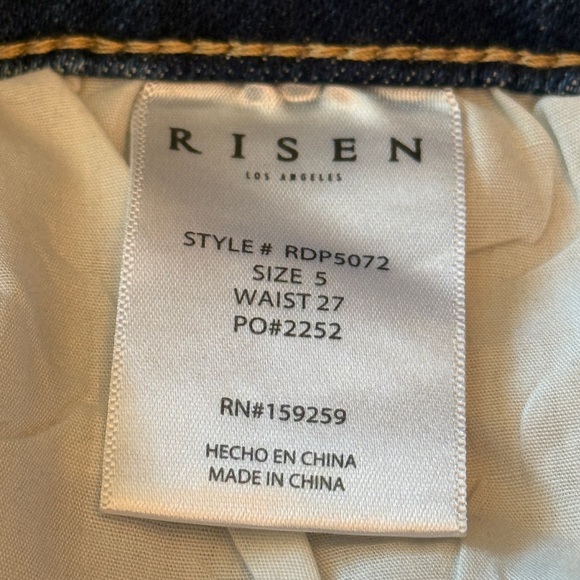 RISEN
LOS ANGELES
STYLE # RDP5072
SIZE 5
WAIST 27
PO#2252
RN#159259
HECHO EN CHINA
MADE IN CHINA